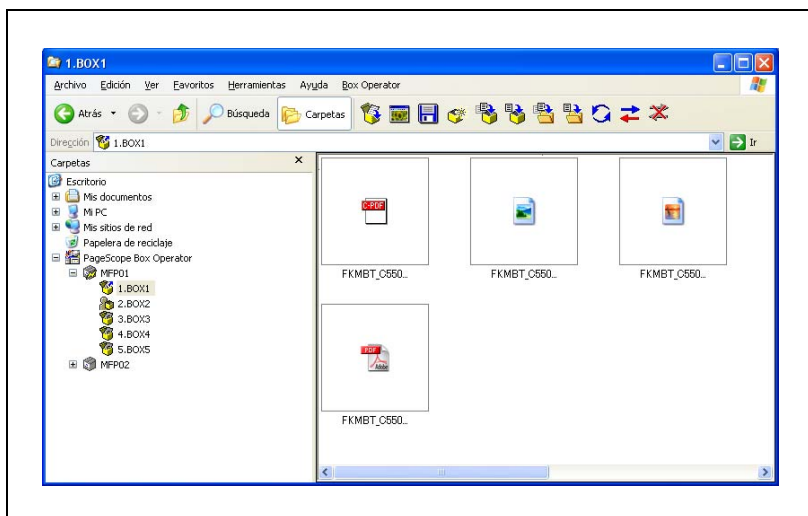 1.BOX1
Archivo Edición Ver Favoritos Herramientas Ayuda Box Operator
Atrás Búsqueda Carpetas
Dirección 1.BOX1 Ir
Carpetas
Escritorio
Mis documentos
Mi PC
Mis sitios de red
Papelera de reciclaje
PageScope Box Operator
MFP01
1.BOX1
2.BOX2
3.BOX3
4.BOX4
5.BOX5
MFP02
C-PDF
FKMBT_C550...
FKMBT_C550...
FKMBT_C550...
PDF
Adobe
FKMBT_C550...